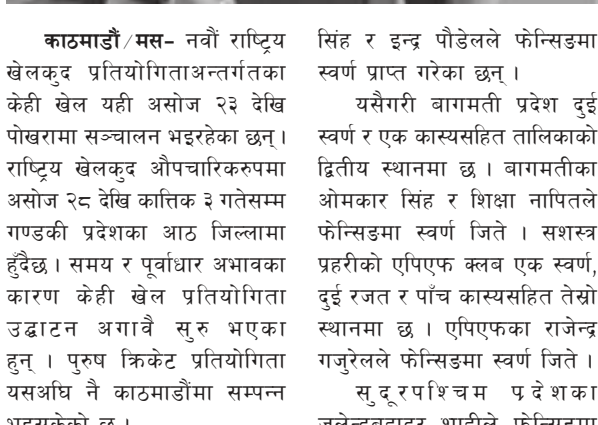 काठमाडौं/मस– नवौं राष्ट्रिय
खेलकुद प्रतियोगिताअन्तर्गतका
केही खेल यही असोज २३ देखि
पोखरामा सञ्चालन भइरहेका छन् ।
राष्ट्रिय खेलकुद औपचारिकरुपमा
असोज २८ देखि कात्तिक ३ गतेसम्म
गण्डकी प्रदेशका आठ जिल्लामा
हुँदैछ । समय र पूर्वाधार अभावका
कारण केही खेल प्रतियोगिता
उद्घाटन अगावै सुरु भएका
हुन् । पुरुष क्रिकेट प्रतियोगिता
यसअघि नै काठमाडौंमा सम्पन्न
भइसकेको छ ।
सिंह र इन्द्र पौडेलले फेन्सिङमा
स्वर्ण प्राप्त गरेका छन् ।
यसैगरी बागमती प्रदेश दुई
स्वर्ण र एक कास्यसहित तालिकाको
द्वितीय स्थानमा छ । बागमतीका
ओमकार सिंह र शिक्षा नापितले
फेन्सिङमा स्वर्ण जिते । सशस्त्र
प्रहरीको एपिएफ क्लब एक स्वर्ण,
दुई रजत र पाँच कास्यसहित तेस्रो
स्थानमा छ । एपिएफका राजेन्द्र
गजुरेलले फेन्सिङमा स्वर्ण जिते ।
सुदूरपश्चिम प्रदेशका
जलेन्द्रबहादुर शाहीले फेन्सिङमा